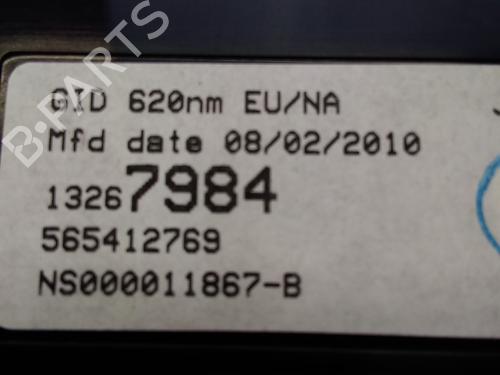 GID 620nm EU/NA
Mfd date 08/02/2010
13267984
565412769
NS000011867-B
B-PARTS